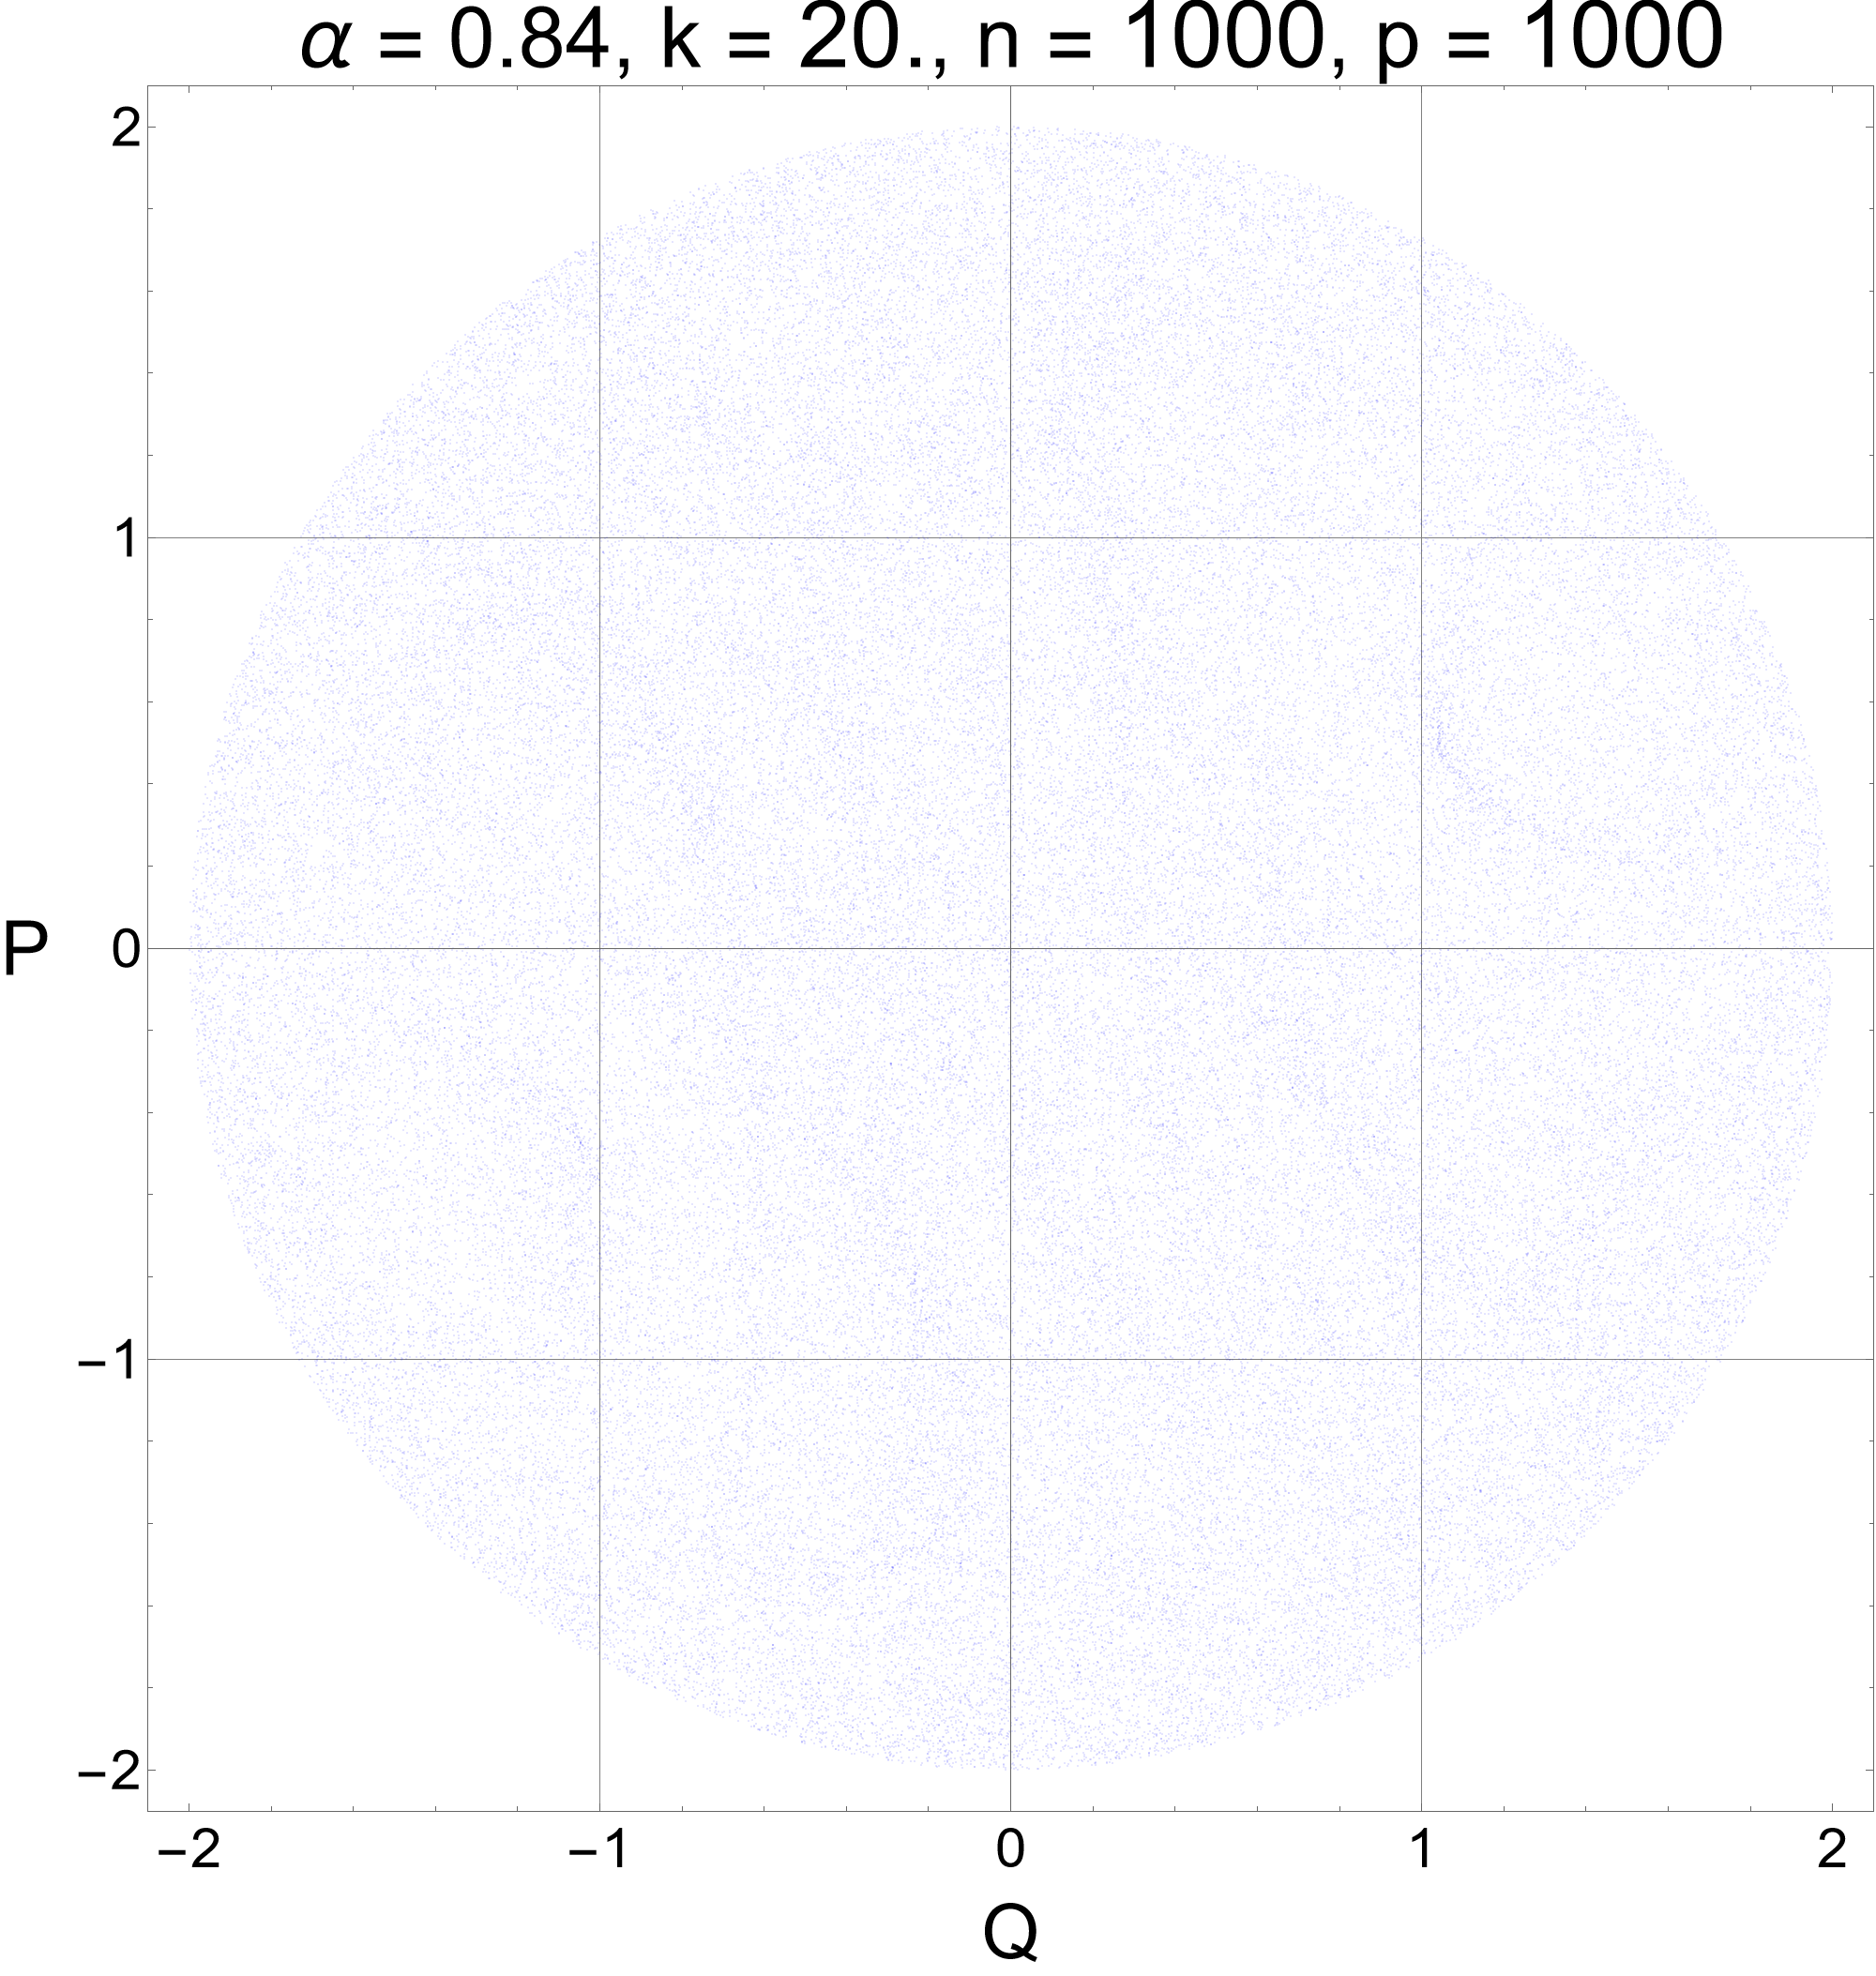 α = 0.84, k = 20., n = 1000, p = 1000
2
1
P
0
−1
−2
−2 −1 0 1 2
Q